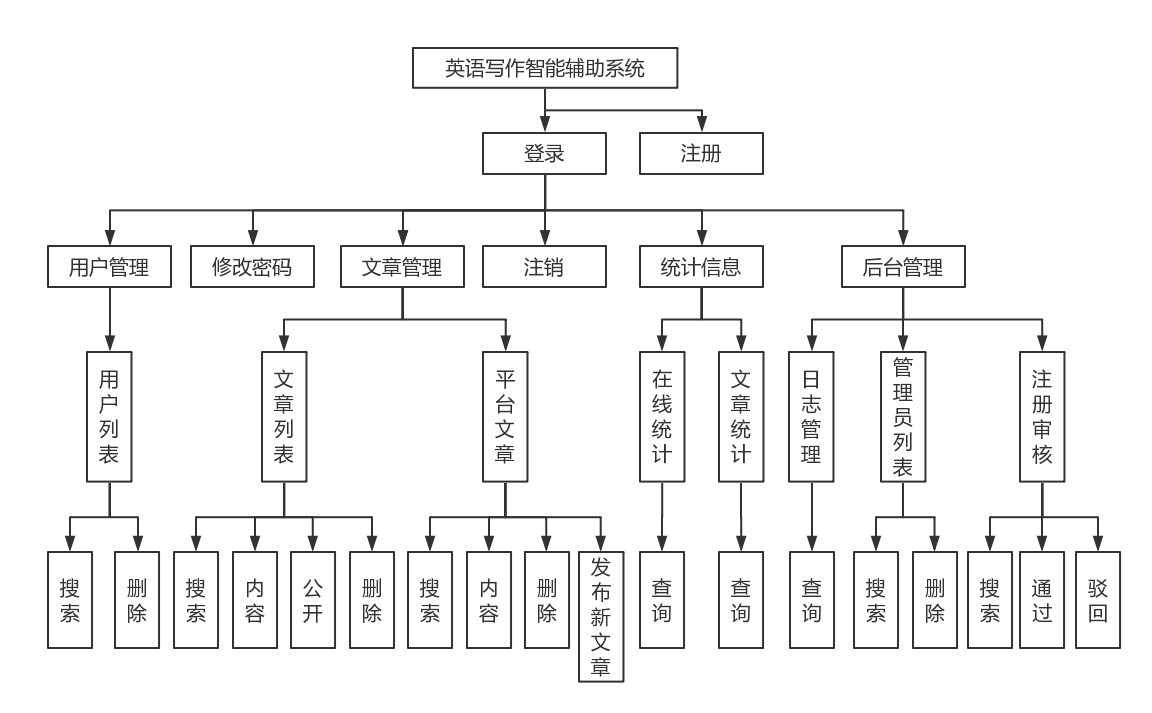 英语写作智能辅助系统
登录
注册
用户管理
修改密码
文章管理
注销
统计信息
后台管理
用户列表
文章列表
平台文章
在线统计
文章统计
日志管理
管理员列表
注册审核
搜索
删除
搜索
内容
公开
删除
搜索
内容
删除
发布新文章
查询
查询
查询
搜索
删除
搜索
通过
驳回